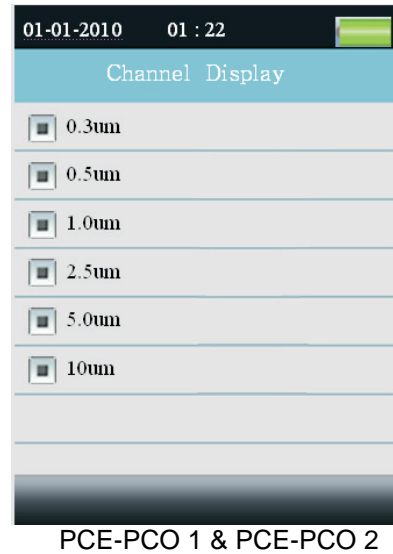 01-01-2010 01 : 22
Channel Display
0.3um
0.5um
1.0um
2.5um
5.0um
10um
PCE-PCO 1 & PCE-PCO 2